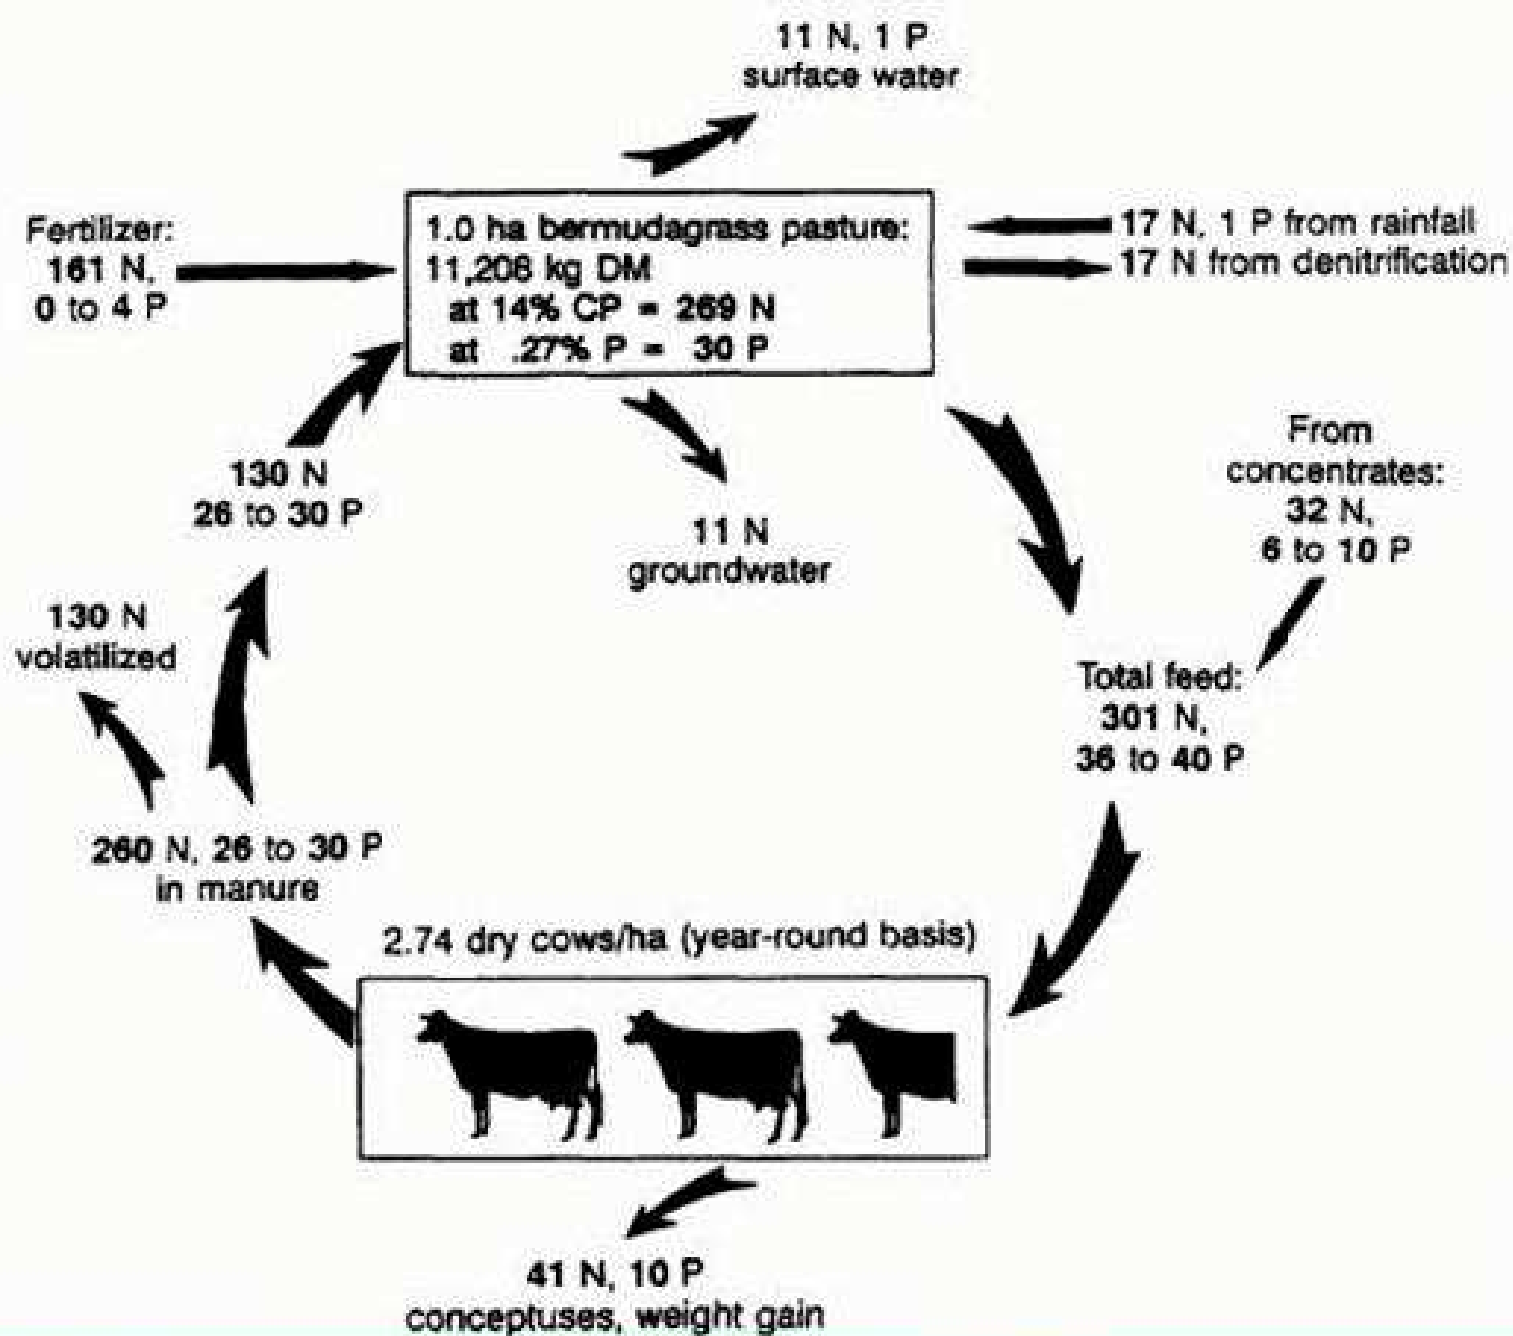 11 N, 1 P
surface water
Fertilizer:
161 N,
0 to 4 P
1.0 ha bermudagrass pasture:
11,208 kg DM
at 14% CP = 269 N
at .27% P = 30 P
17 N, 1 P from rainfall
17 N from denitrification
From
concentrates:
32 N,
6 to 10 P
130 N
26 to 30 P
11 N
groundwater
130 N
volatilized
Total feed:
301 N,
36 to 40 P
260 N, 26 to 30 P
in manure
2.74 dry cows/ha (year-round basis)
41 N, 10 P
conceptuses, weight gain